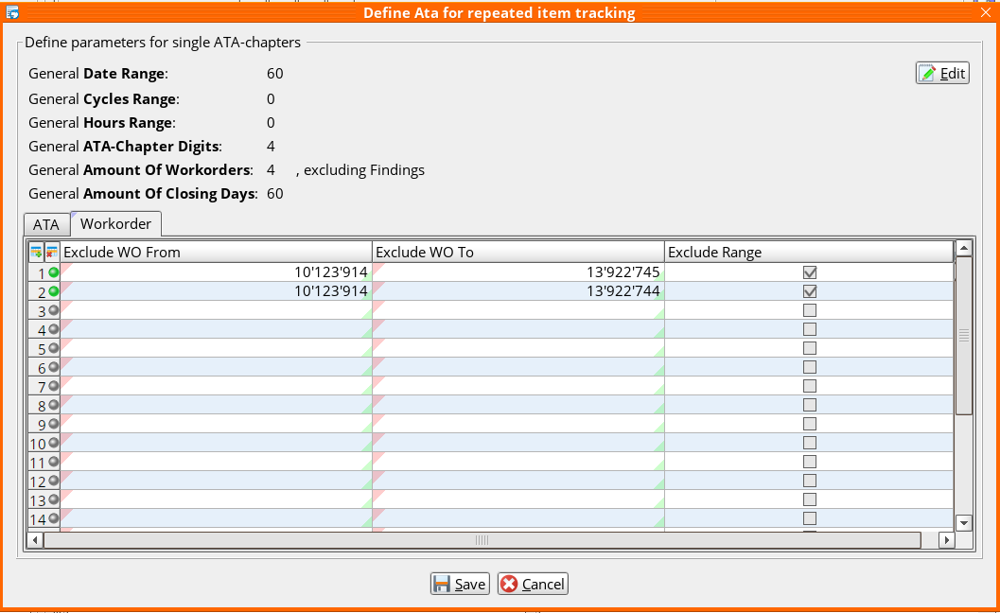 Define Ata for repeated item tracking
Define parameters for single ATA-chapters
General Date Range: 60
Edit
General Cycles Range: 0
General Hours Range: 0
General ATA-Chapter Digits: 4
General Amount Of Workorders: 4 , excluding Findings
General Amount Of Closing Days: 60
ATA Workorder
Exclude WO From Exclude WO To Exclude Range
1 10'123'914 13'922'745
2 10'123'914 13'922'744
3
4
5
6
7
8
9
10
11
12
13
14
Save Cancel